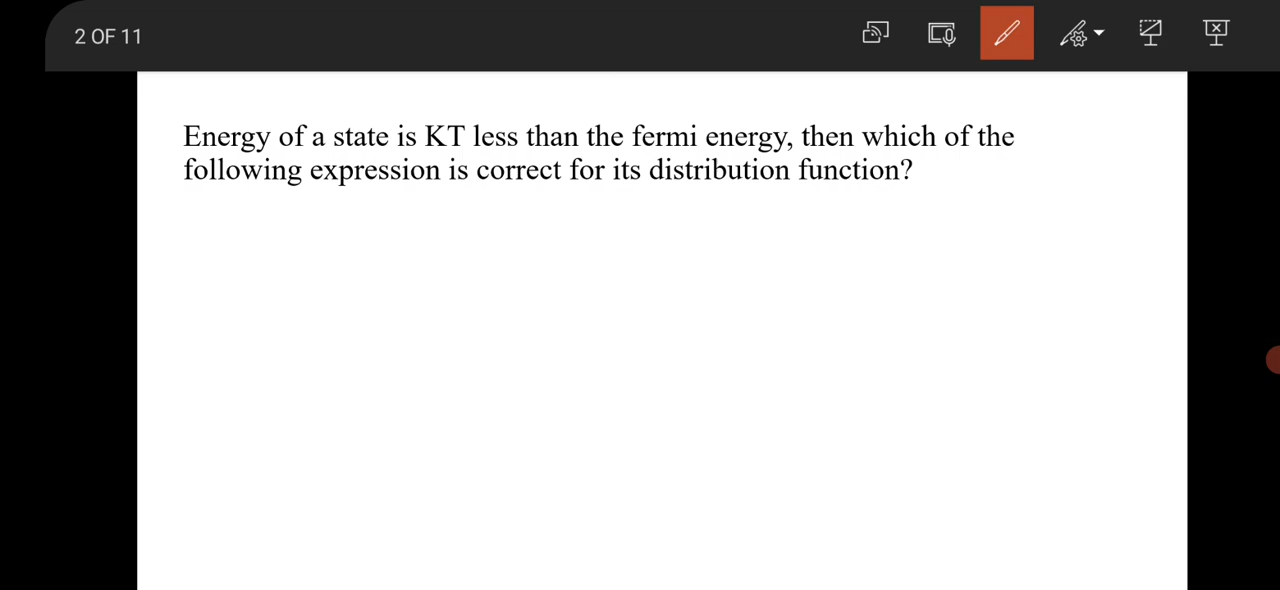 2 OF 11
Energy of a state is KT less than the fermi energy, then which of the
following expression is correct for its distribution function?